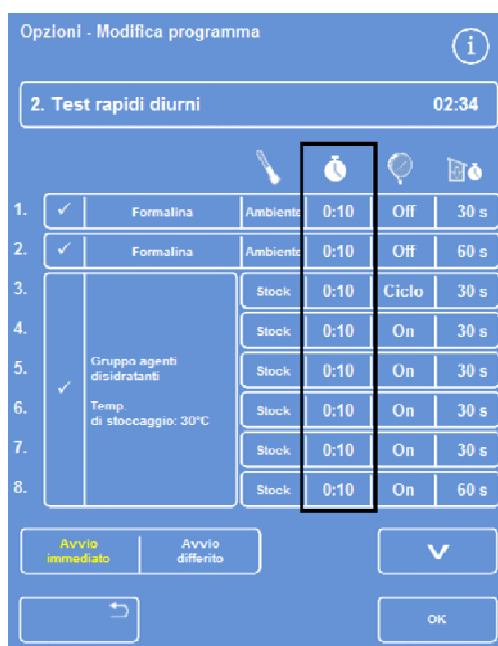 Opzioni - Modifica programma
i
2. Test rapidi diurni 02:34
1. Formalina Ambiente 0:10 Off 30 s
2. Formalina Ambiente 0:10 Off 60 s
3. Stock 0:10 Ciclo 30 s
4. Stock 0:10 On 30 s
Gruppo agenti
disidratanti
5. Stock 0:10 On 30 s
Temp.
di stoccaggio: 30°C
6. Stock 0:10 On 30 s
7. Stock 0:10 On 30 s
8. Stock 0:10 On 60 s
Avvio
immediato
Avvio
differito
OK